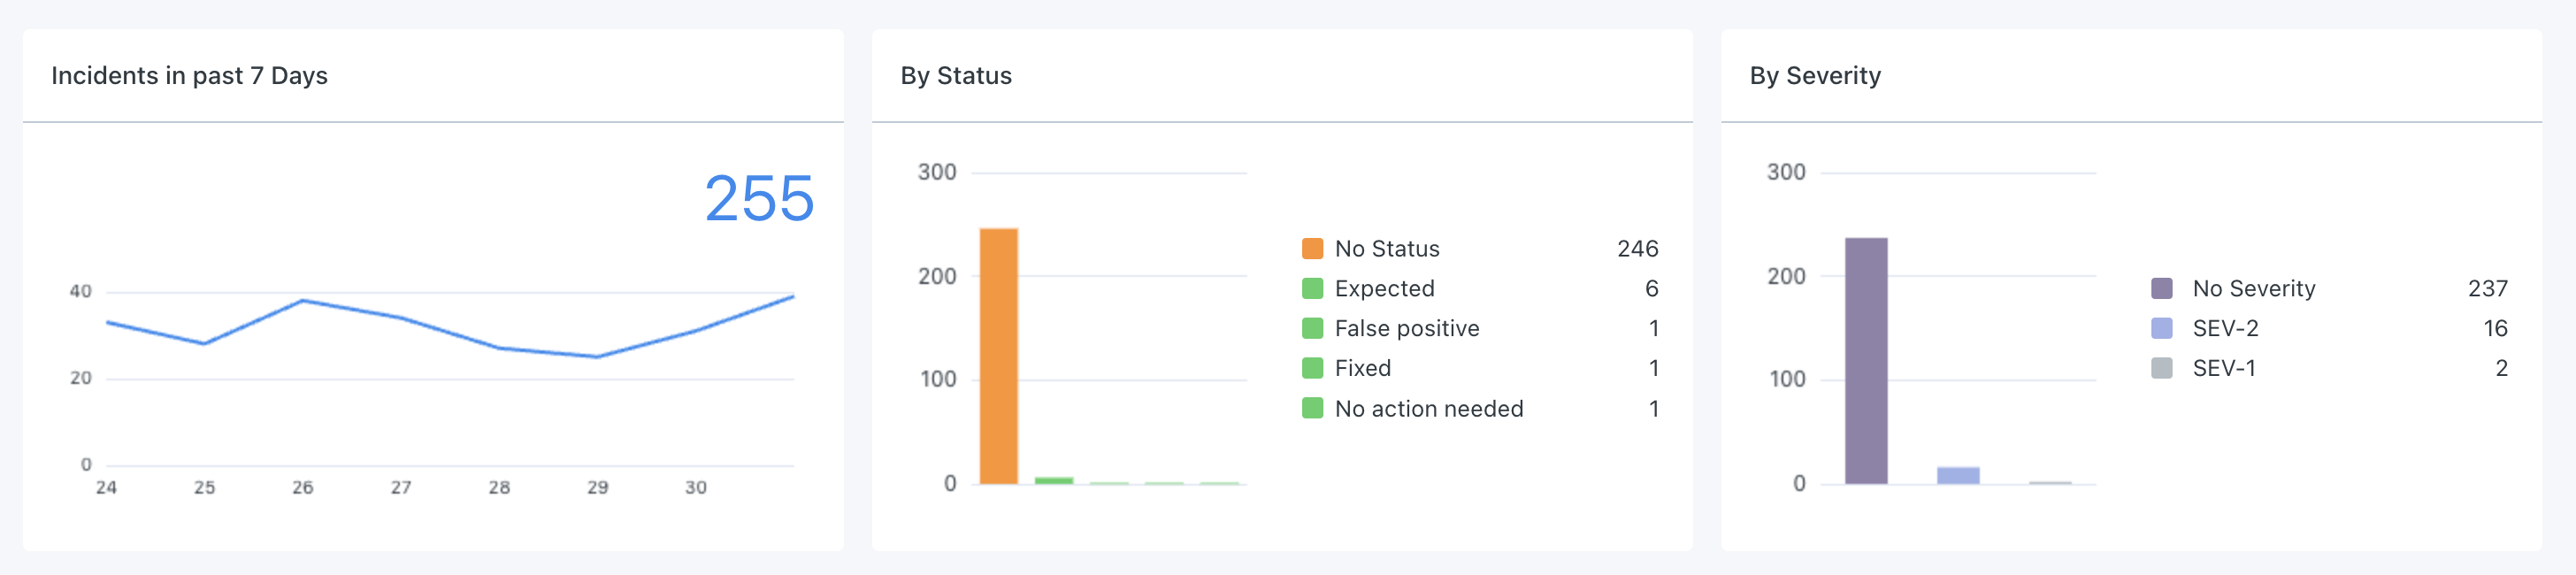 Incidents in past 7 Days
255
40
20
0
24 25 26 27 28 29 30
By Status
300
200
100
0
No Status 246
Expected 6
False positive 1
Fixed 1
No action needed 1
By Severity
300
200
100
0
No Severity 237
SEV-2 16
SEV-1 2